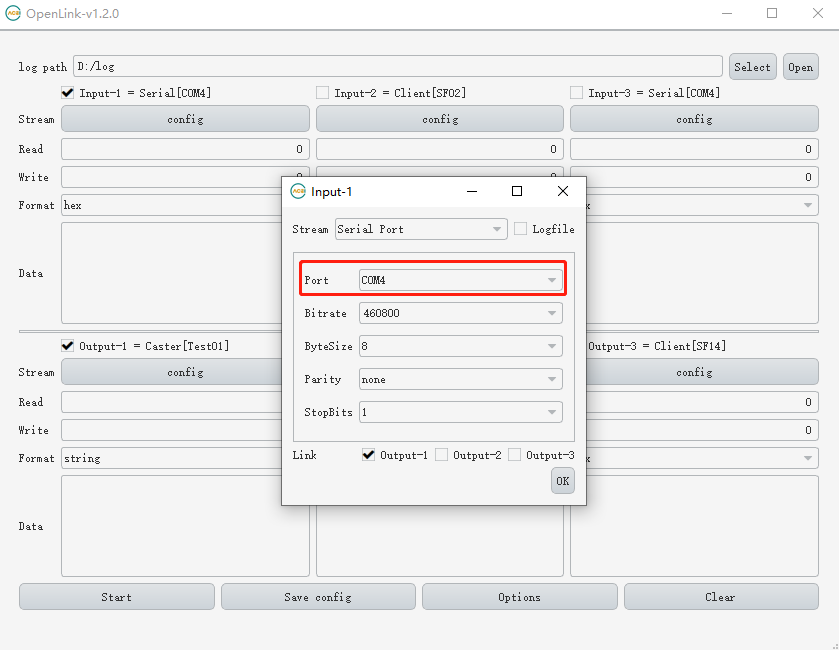 OpenLink-v1.2.0
log path D:/log Select Open
Input-1 = Serial[COM4] Input-2 = Client[SF02] Input-3 = Serial[COM4]
Stream config config config
Read 0 0 0
Write 0
Format hex
Data
Input-1
Stream Serial Port Logfile
Port COM4
Bitrate 460800
ByteSize 8
Parity none
StopBits 1
Link Output-1 Output-2 Output-3
OK
Output-1 = Caster[Test01] Output-3 = Client[SF14]
Stream config config
Read 0
Write 0
Format string
Data
Start Save config Options Clear